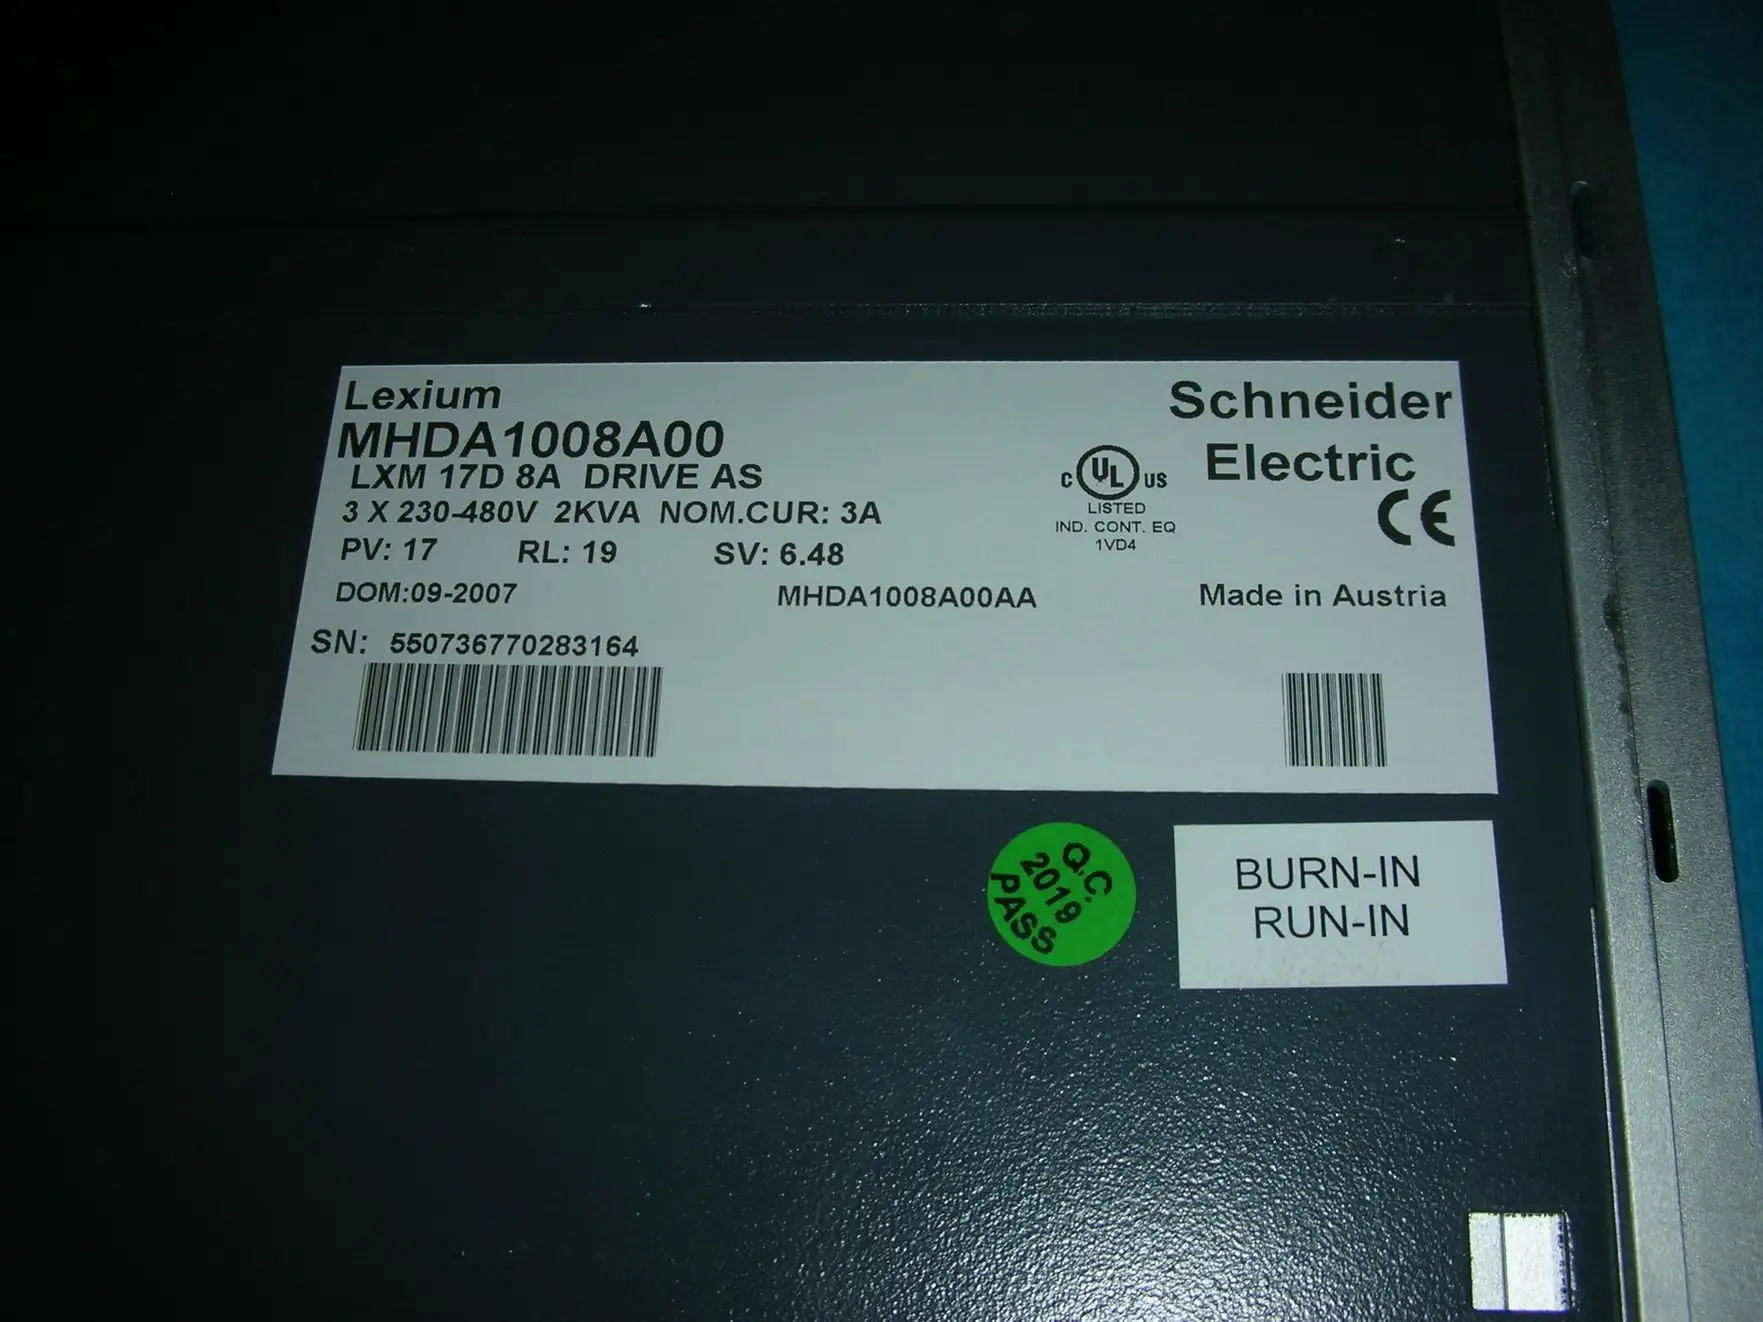 Lexium
Schneider
Electric
MHDA1008A00
LXM 17D 8A DRIVE AS
3 X 230-480V 2KVA NOM.CUR: 3A
PV: 17 RL: 19 SV: 6.48
C UL US
LISTED
IND. CONT. EQ
1VD4
CE
DOM:09-2007 MHDA1008A00AA Made in Austria
SN: 550736770283164
Q.C.
2019
PASS
BURN-IN
RUN-IN